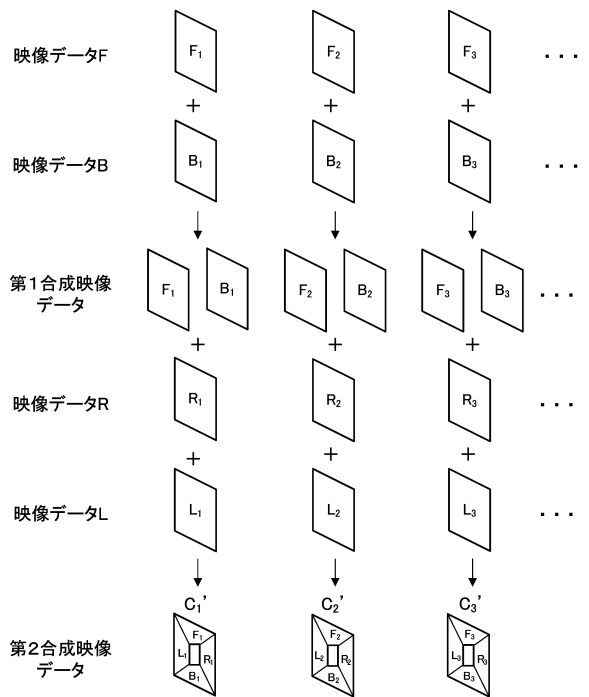 映像データF F₁ F₂ F₃ ・・・
+ + +
映像データB B₁ B₂ B₃ ・・・
第1合成映像
データ F₁ B₁ F₂ B₂ F₃ B₃ ・・・
+ + +
映像データR R₁ R₂ R₃ ・・・
+ + +
映像データL L₁ L₂ L₃ ・・・
C₁' C₂' C₃'
第2合成映像
データ
F₁ F₂ F₃
L₁ R₁ L₂ R₂ L₃ R₃
B₁ B₂ B₃